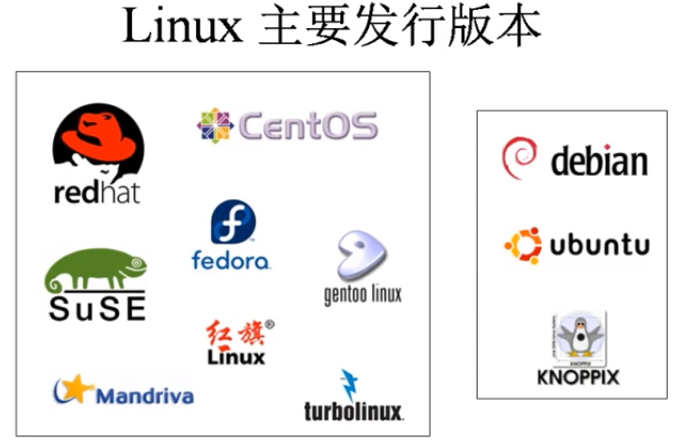 Linux 主要发行版本
redhat
CentOS
fedora
SuSE
gentoo linux
红旗®
Linux
Mandriva
turbolinux
debian
ubuntu
KNOPPIX